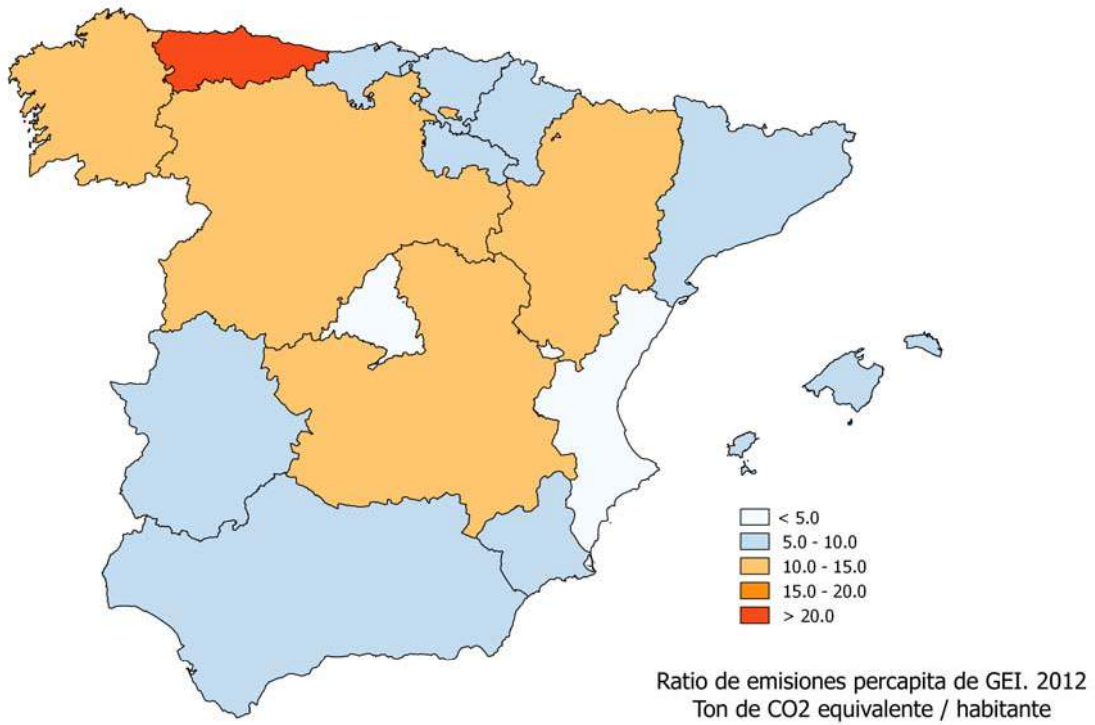 < 5.0
5.0 - 10.0
10.0 - 15.0
15.0 - 20.0
> 20.0
Ratio de emisiones percapita de GEI. 2012
Ton de CO2 equivalente / habitante